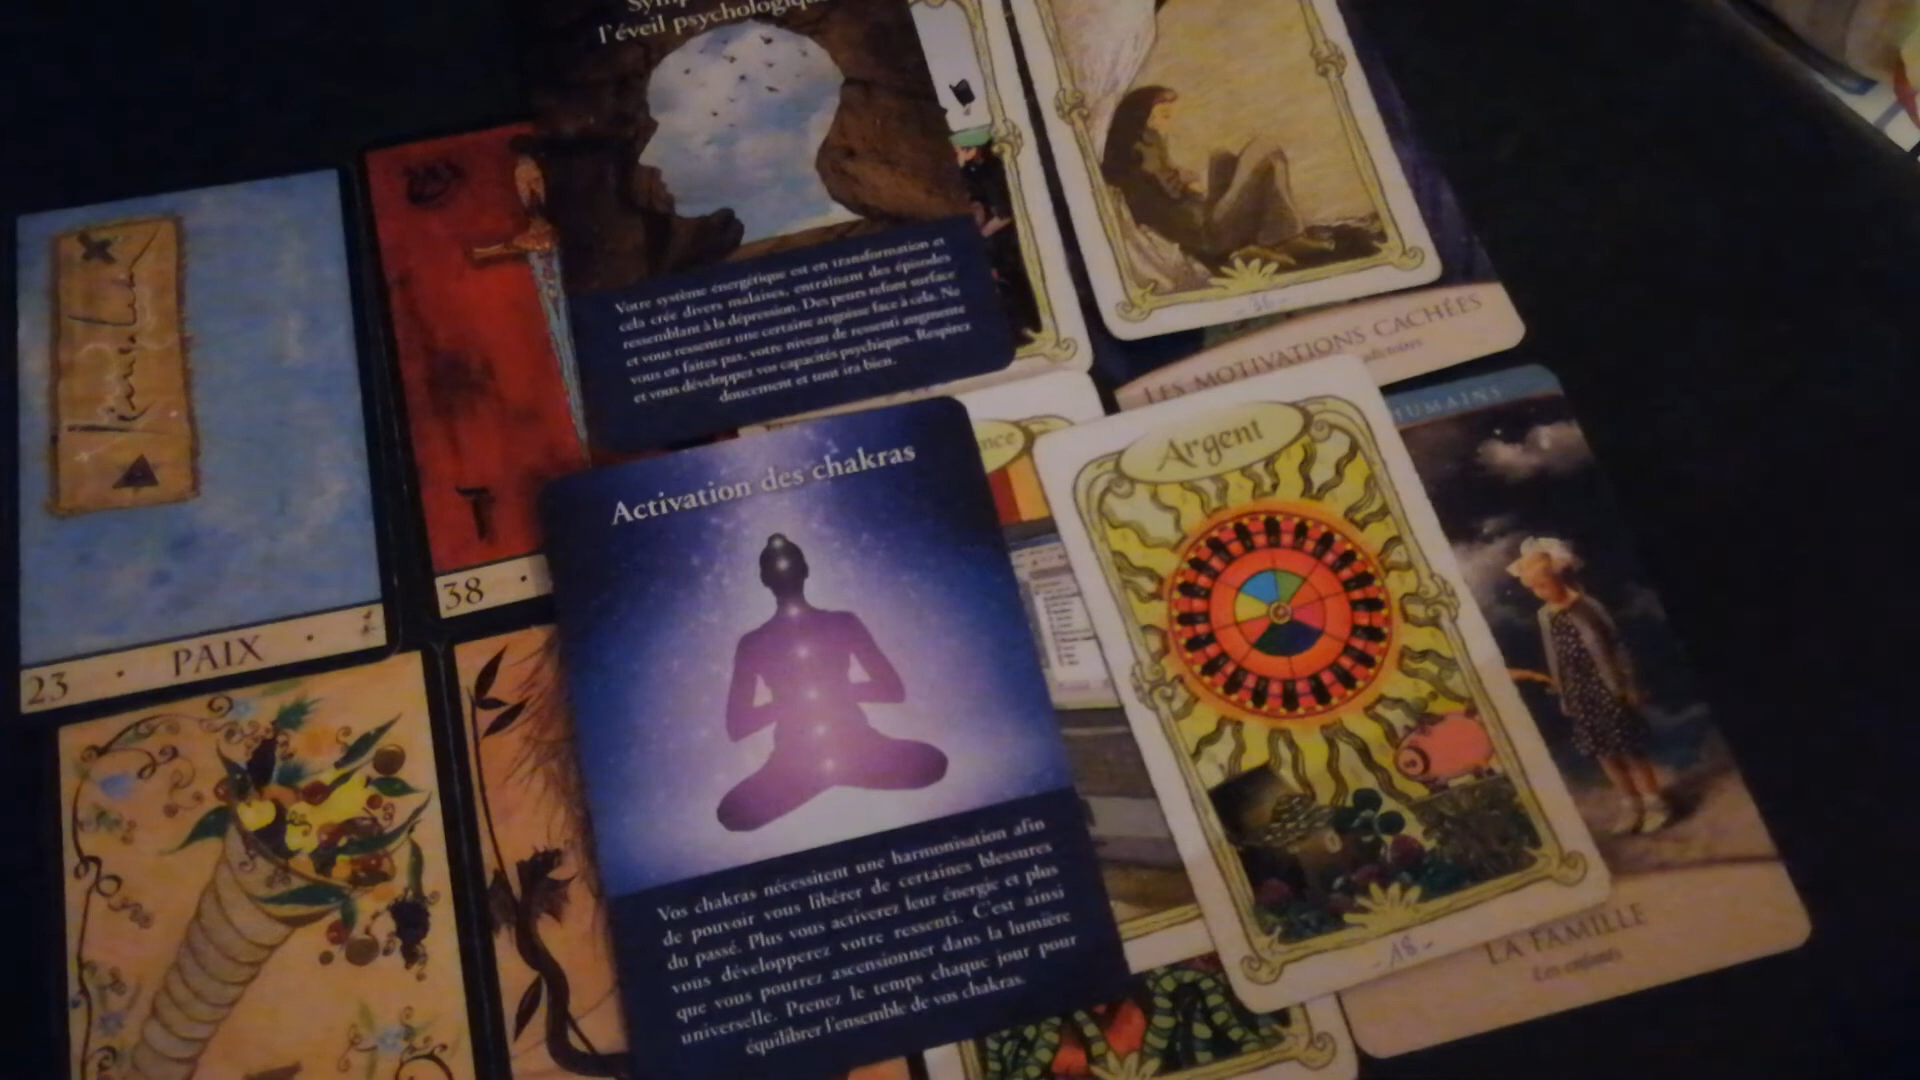 l'éveil psychologiqu
Votre système énergétique est en transformation et
cela crée divers malaises, entraînant des épisodes
ressemblant à la dépression. Des peurs refont surface
et vous ressentez une certaine angoisse face à cela. Ne
vous en faites pas, votre niveau de ressenti augmente
et vous développez vos capacités psychiques. Respirez
doucement et tout ira bien.
36
LES MOTIVATIONS CACHÉES
23 · PAIX ·
38 ·
Activation des chakras
Vos chakras nécessitent une harmonisation afin
de pouvoir vous libérer de certaines blessures
du passé. Plus vous activerez leur énergie et plus
vous développerez votre ressenti. C'est ainsi
que vous pourrez ascensionner dans la lumière
universelle. Prenez le temps chaque jour pour
équilibrer l'ensemble de vos chakras.
nce
Argent
18
HUMAINS
LA FAMILLE
Les enfants